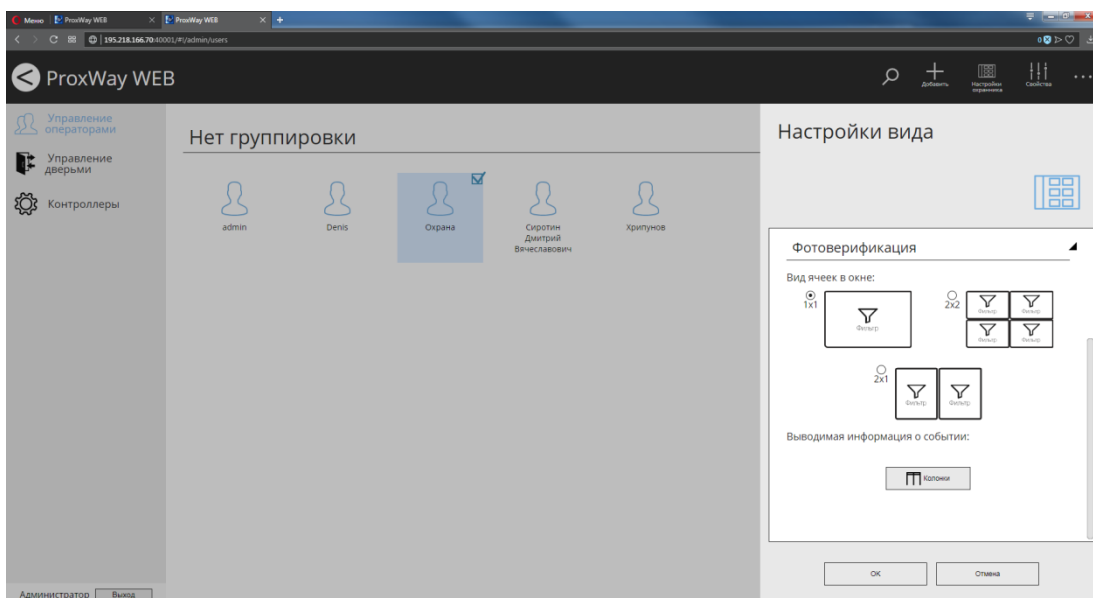 Меню
ProxWay WEB
ProxWay WEB
195.218.166.70:40001/#!/admin/users
0
ProxWay WEB
Добавить
Настройки
охранника
Свойства
Управление
операторами
Управление
дверьми
Контроллеры
Администратор
Выход
Нет группировки
admin
Denis
Охрана
Сиротин
Дмитрий
Вячеславович
Хрипунов
Настройки вида
Фотоверификация
Вид ячеек в окне:
1x1
Фильтр
2x2
Фильтр
Фильтр
Фильтр
Фильтр
2x1
Фильтр
Фильтр
Выводимая информация о событии:
Колонки
OK
Отмена